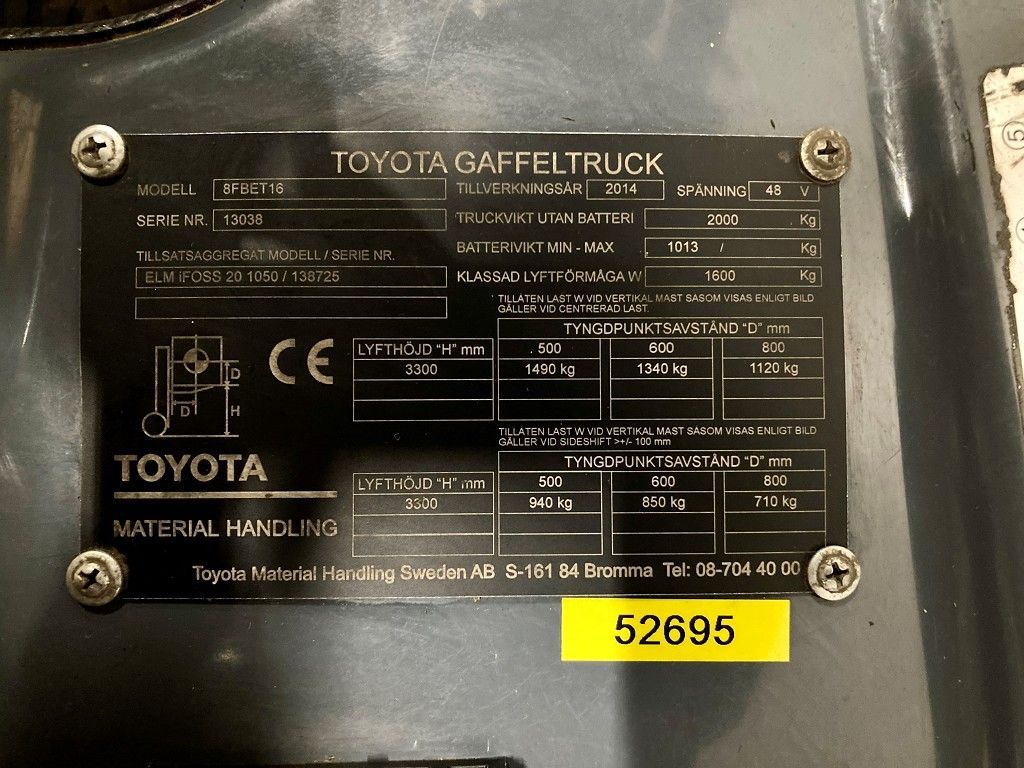 TOYOTA GAFFELTRUCK
MODELL 8FBET16 TILLVERKNINGSÅR 2014 SPÄNNING 48 V
SERIE NR. 13038 TRUCKVIKT UTAN BATTERI 2000 Kg
BATTERIVIKT MIN - MAX 1013 / Kg
TILLSATSAGGREGAT MODELL / SERIE NR.
ELM iFOSS 20 1050 / 138725 KLASSAD LYFTFÖRMÅGA W 1600 Kg
TILLÅTEN LAST W VID VERTIKAL MAST SÅSOM VISAS ENLIGT BILD
GÄLLER VID CENTRERAD LAST.
TYNGDPUNKTSAVSTÅND "D" mm
LYFTHÖJD "H" mm 500 600 800
3300 1490 kg 1340 kg 1120 kg
D
D H
CE
TILLÅTEN LAST W VID VERTIKAL MAST SÅSOM VISAS ENLIGT BILD
GÄLLER VID SIDESHIFT >+/- 100 mm
TYNGDPUNKTSAVSTÅND "D" mm
LYFTHÖJD "H" mm 500 600 800
3300 940 kg 850 kg 710 kg
TOYOTA
MATERIAL HANDLING
Toyota Material Handling Sweden AB S-161 84 Bromma Tel: 08-704 40 00
52695
5